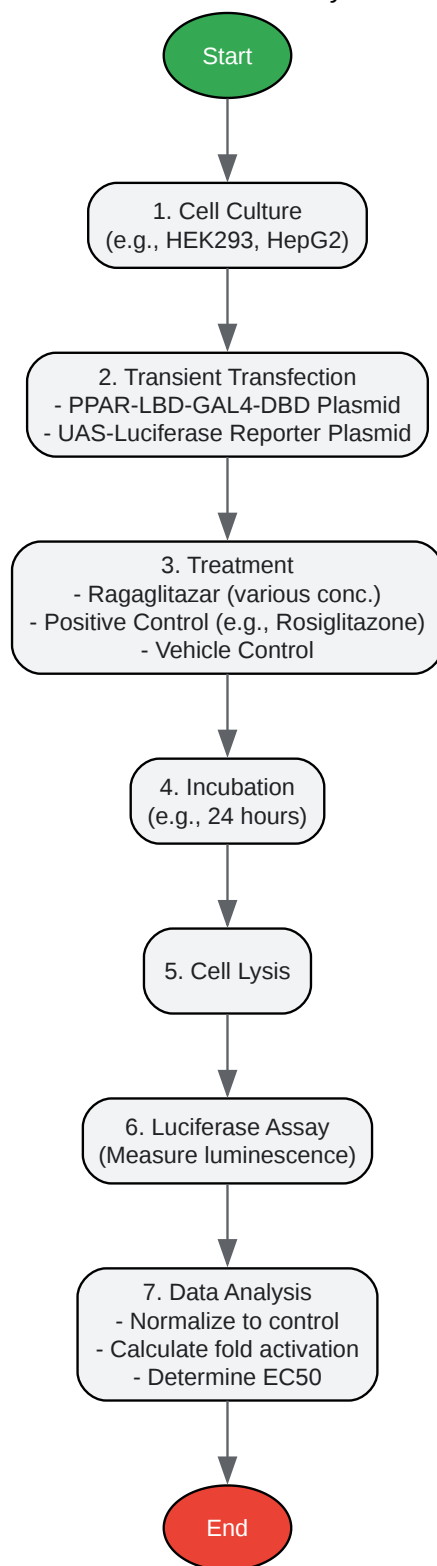 Start
1. Cell Culture
(e.g., HEK293, HepG2)
2. Transient Transfection
- PPAR-LBD-GAL4-DBD Plasmid
- UAS-Luciferase Reporter Plasmid
3. Treatment
- Ragaglitazar (various conc.)
- Positive Control (e.g., Rosiglitazone)
- Vehicle Control
4. Incubation
(e.g., 24 hours)
5. Cell Lysis
6. Luciferase Assay
(Measure luminescence)
7. Data Analysis
- Normalize to control
- Calculate fold activation
- Determine EC50
End